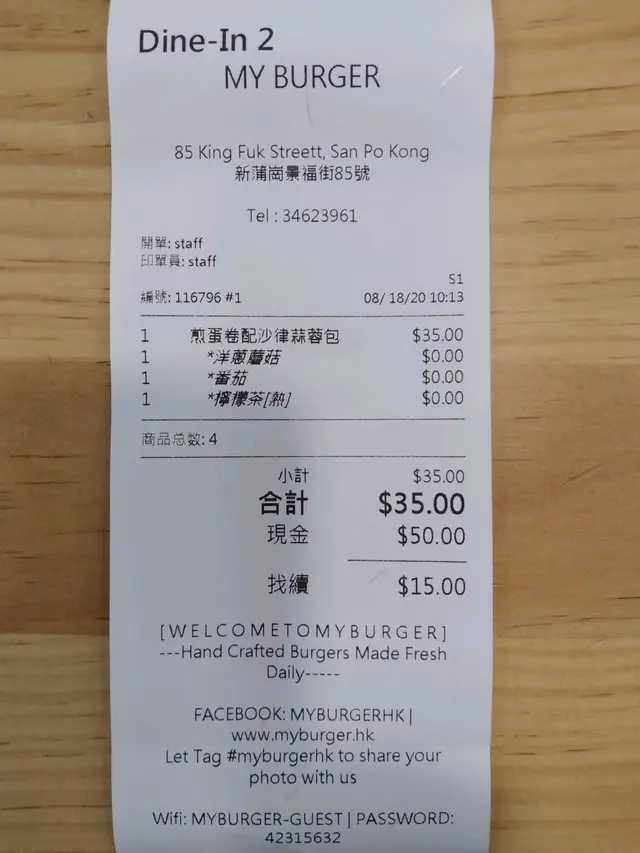 Dine-In 2
MY BURGER
85 King Fuk Streett, San Po Kong
新蒲崗景福街85號
Tel : 34623961
開單: staff
印單員: staff
S1
編號: 116796 #1 08/ 18/20 10:13
1 煎蛋卷配沙律蒜蓉包 $35.00
1 *洋蔥蘑菇 $0.00
1 *番茄 $0.00
1 *檸檬茶[熱] $0.00
商品总数: 4
小計 $35.00
合計 $35.00
現金 $50.00
找續 $15.00
[ W E L C O M E T O M Y B U R G E R ]
---Hand Crafted Burgers Made Fresh
Daily-----
FACEBOOK: MYBURGERHK |
www.myburger.hk
Let Tag #myburgerhk to share your
photo with us
Wifi: MYBURGER-GUEST | PASSWORD:
42315632